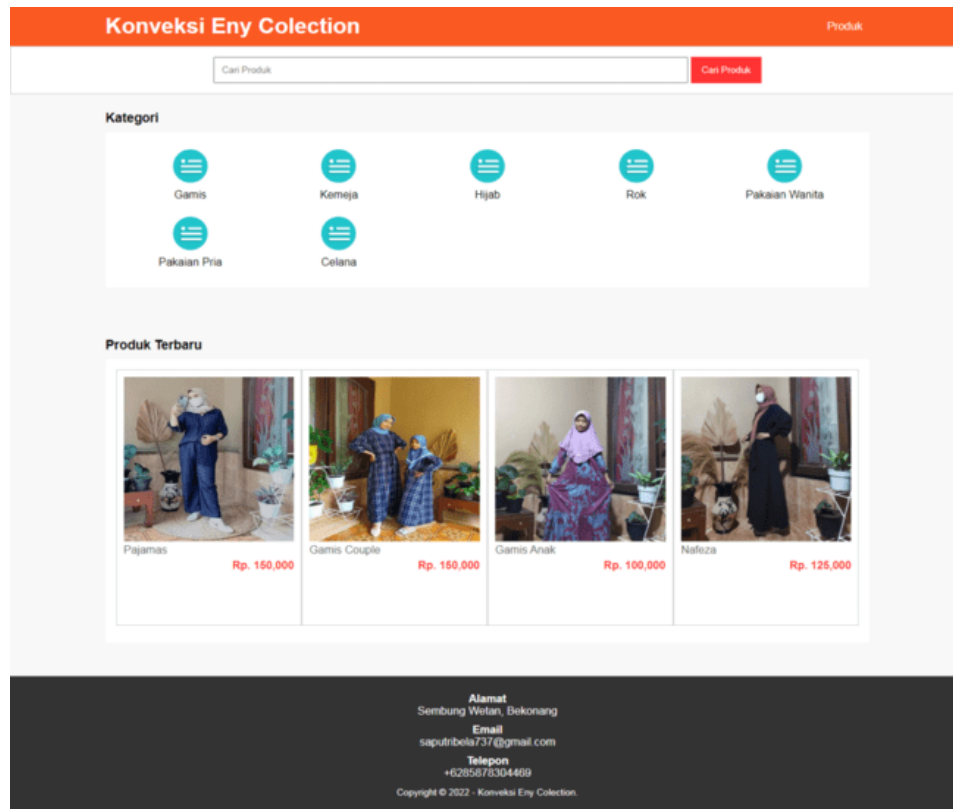 Konveksi Eny Colection
Produk
Cari Produk
Cari Produk
Kategori
Gamis
Kemeja
Hijab
Rok
Pakaian Wanita
Pakaian Pria
Celana
Produk Terbaru
Pajamas
Rp. 150,000
Gamis Couple
Rp. 150,000
Gamis Anak
Rp. 100,000
Nafeza
Rp. 125,000
Alamat
Sembung Wetan, Bekonang
Email
saputribela737@gmail.com
Telepon
+6285878304469
Copyright © 2022 - Konveksi Eny Colection.